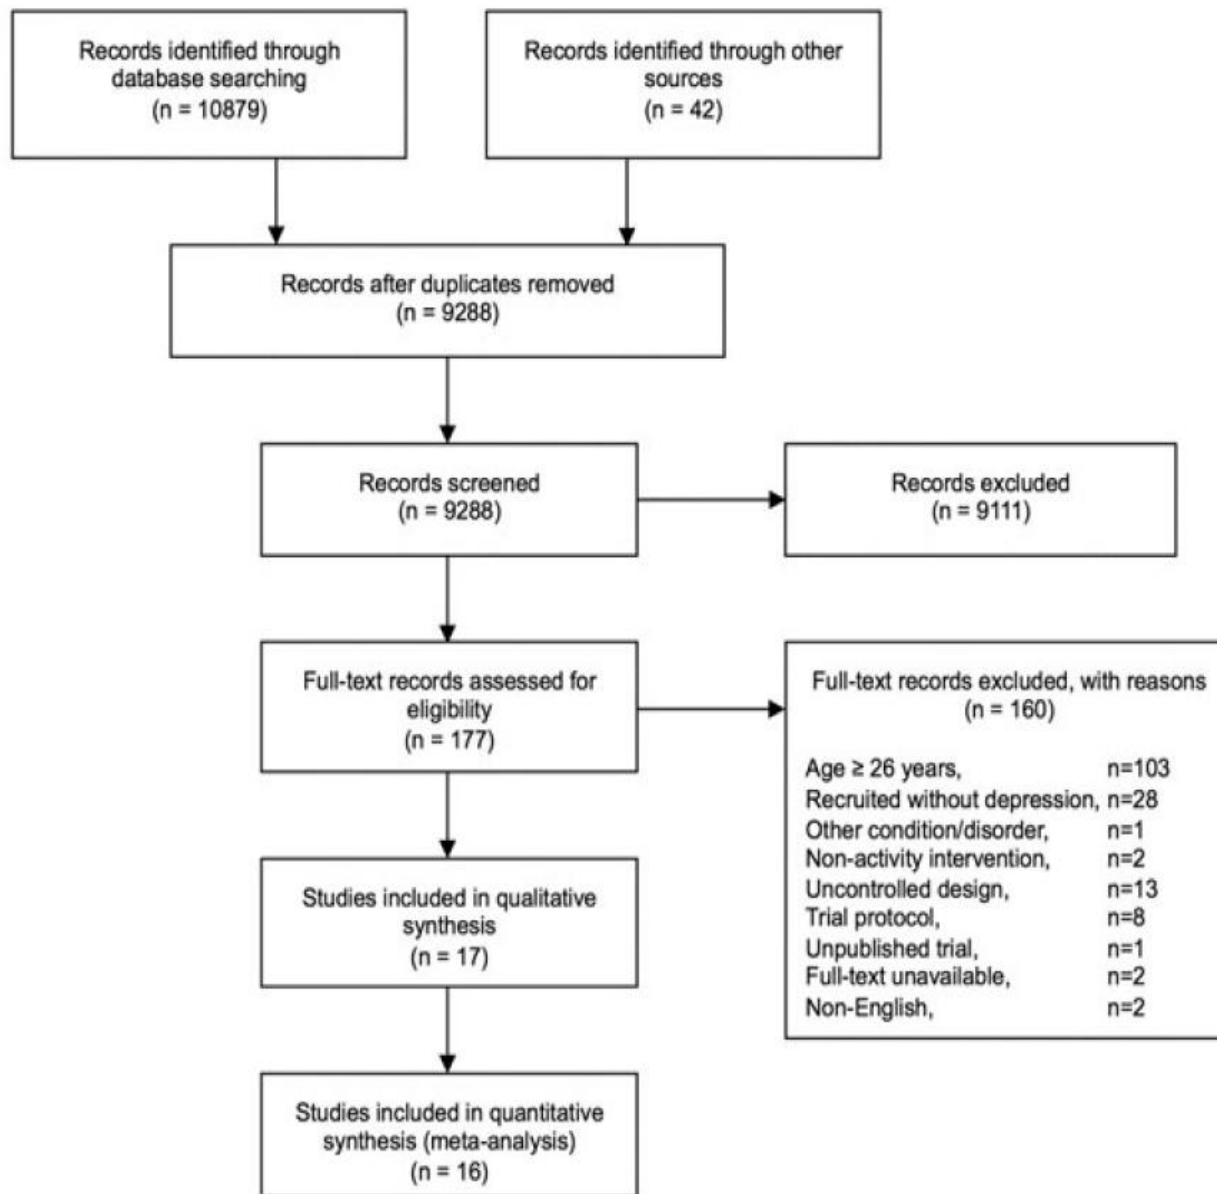 Records identified through
database searching
(n = 10879)
Records identified through other
sources
(n = 42)
Records after duplicates removed
(n = 9288)
Records screened
(n = 9288)
Records excluded
(n = 9111)
Full-text records assessed for
eligibility
(n = 177)
Full-text records excluded, with reasons
(n = 160)
Age ≥ 26 years, n=103
Recruited without depression, n=28
Other condition/disorder, n=1
Non-activity intervention, n=2
Uncontrolled design, n=13
Trial protocol, n=8
Unpublished trial, n=1
Full-text unavailable, n=2
Non-English, n=2
Studies included in qualitative
synthesis
(n = 17)
Studies included in quantitative
synthesis (meta-analysis)
(n = 16)